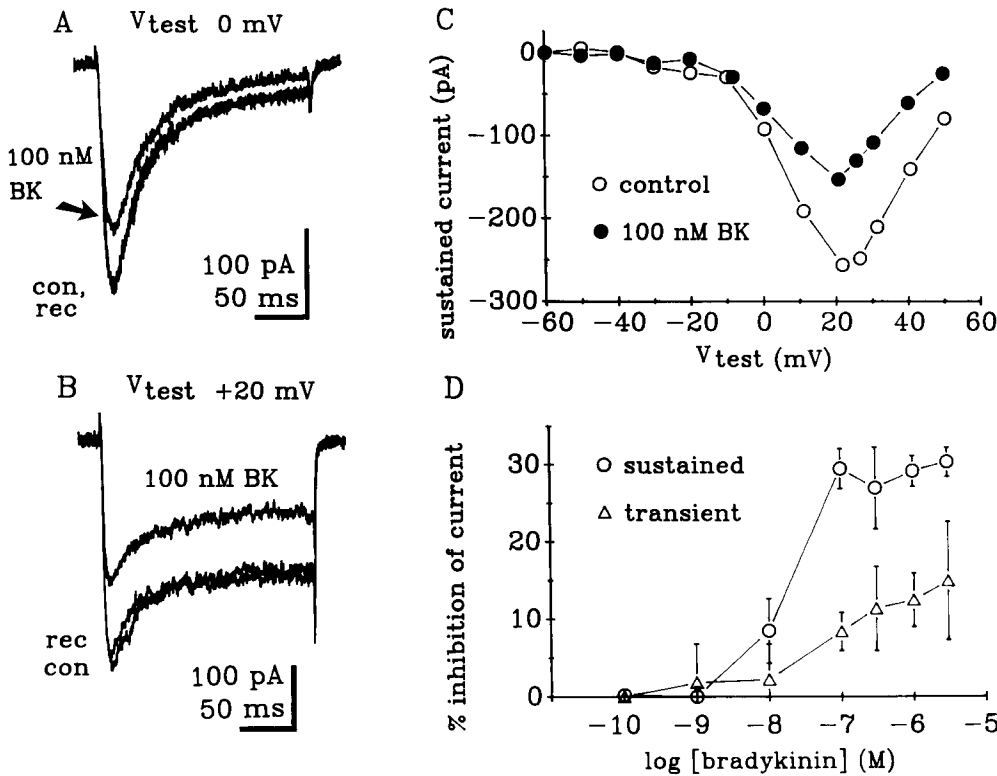 A
Vtest 0 mV
100 nM
BK
con,
rec
100 pA
50 ms
B
Vtest +20 mV
100 nM BK
rec
con
100 pA
50 ms
C
sustained current (pA)
0
−100
−200
−300
control
100 nM BK
−60
−40
−20
0
20
40
60
Vtest (mV)
D
% inhibition of current
30
20
10
0
sustained
transient
−10
−9
−8
−7
−6
−5
log [bradykinin] (M)